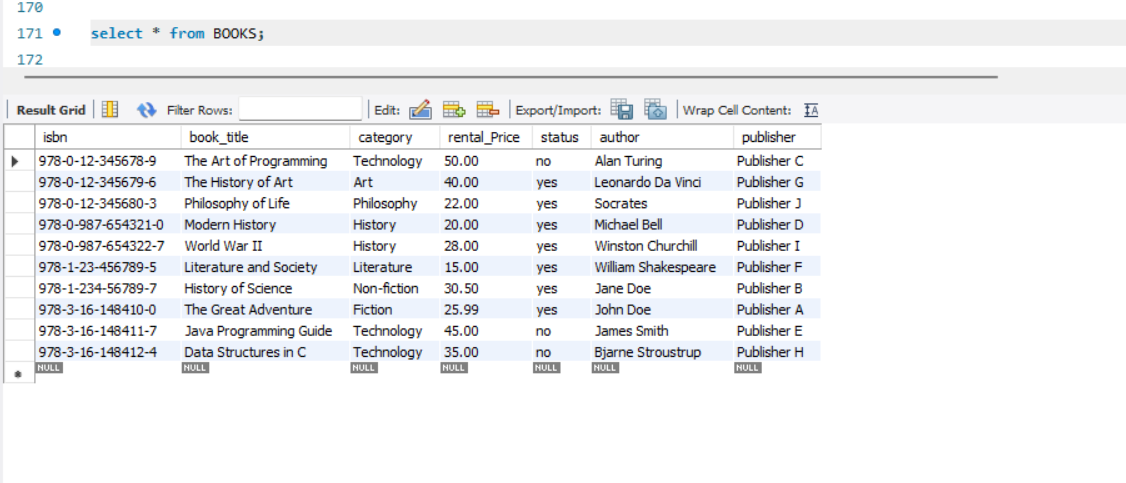 170
171 select * from BOOKS;
172
Result Grid Filter Rows: Edit: Export/Import: Wrap Cell Content: IA
isbn book_title category rental_Price status author publisher
978-0-12-345678-9 The Art of Programming Technology 50.00 no Alan Turing Publisher C
978-0-12-345679-6 The History of Art Art 40.00 yes Leonardo Da Vinci Publisher G
978-0-12-345680-3 Philosophy of Life Philosophy 22.00 yes Socrates Publisher J
978-0-987-654321-0 Modern History History 20.00 yes Michael Bell Publisher D
978-0-987-654322-7 World War II History 28.00 yes Winston Churchill Publisher I
978-1-23-456789-5 Literature and Society Literature 15.00 yes William Shakespeare Publisher F
978-1-234-56789-7 History of Science Non-fiction 30.50 yes Jane Doe Publisher B
978-3-16-148410-0 The Great Adventure Fiction 25.99 yes John Doe Publisher A
978-3-16-148411-7 Java Programming Guide Technology 45.00 no James Smith Publisher E
978-3-16-148412-4 Data Structures in C Technology 35.00 no Bjarne Stroustrup Publisher H
NULL NULL NULL NULL NULL NULL NULL